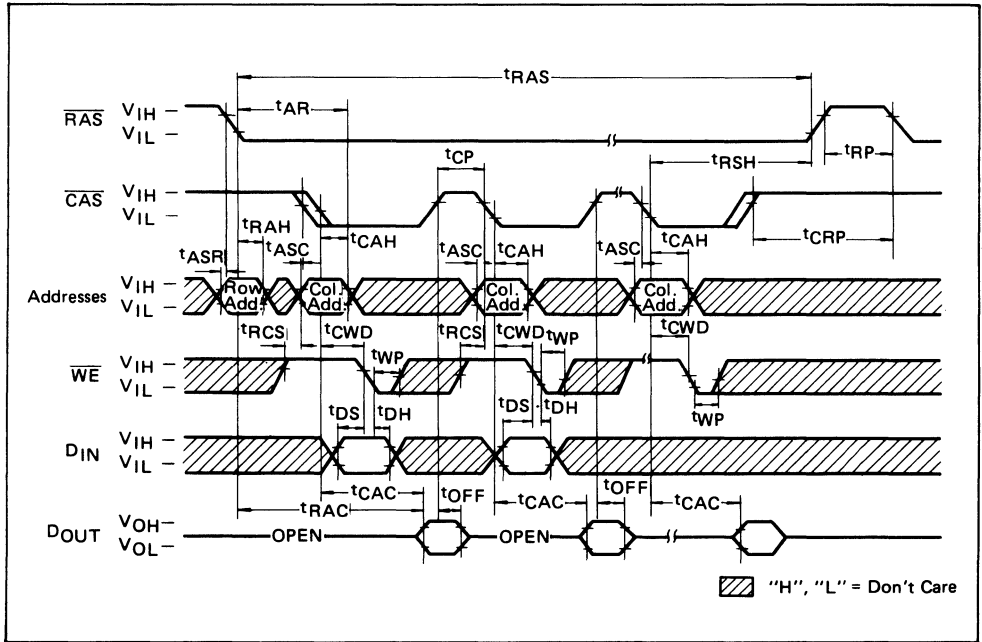 tRAS
tAR
RAS VIH –
VIL –
tCP
tRSH
tRP
CAS VIH –
VIL –
tRAH
tASC
tCAH
tASC
tCAH
tASC
tCAH
tCRP
tASR
Addresses VIH –
VIL –
Row Add.
Col. Add.
Col. Add.
Col. Add.
tRCS
tCWD
tRCS
tCWD
tCWD
tWP
tWP
WE VIH –
VIL –
tWP
tDS
tDH
tDS
tDH
DIN VIH –
VIL –
tCAC
tOFF
tCAC
tOFF
tCAC
tRAC
DOUT VOH –
VOL –
OPEN
OPEN
"H", "L" = Don't Care